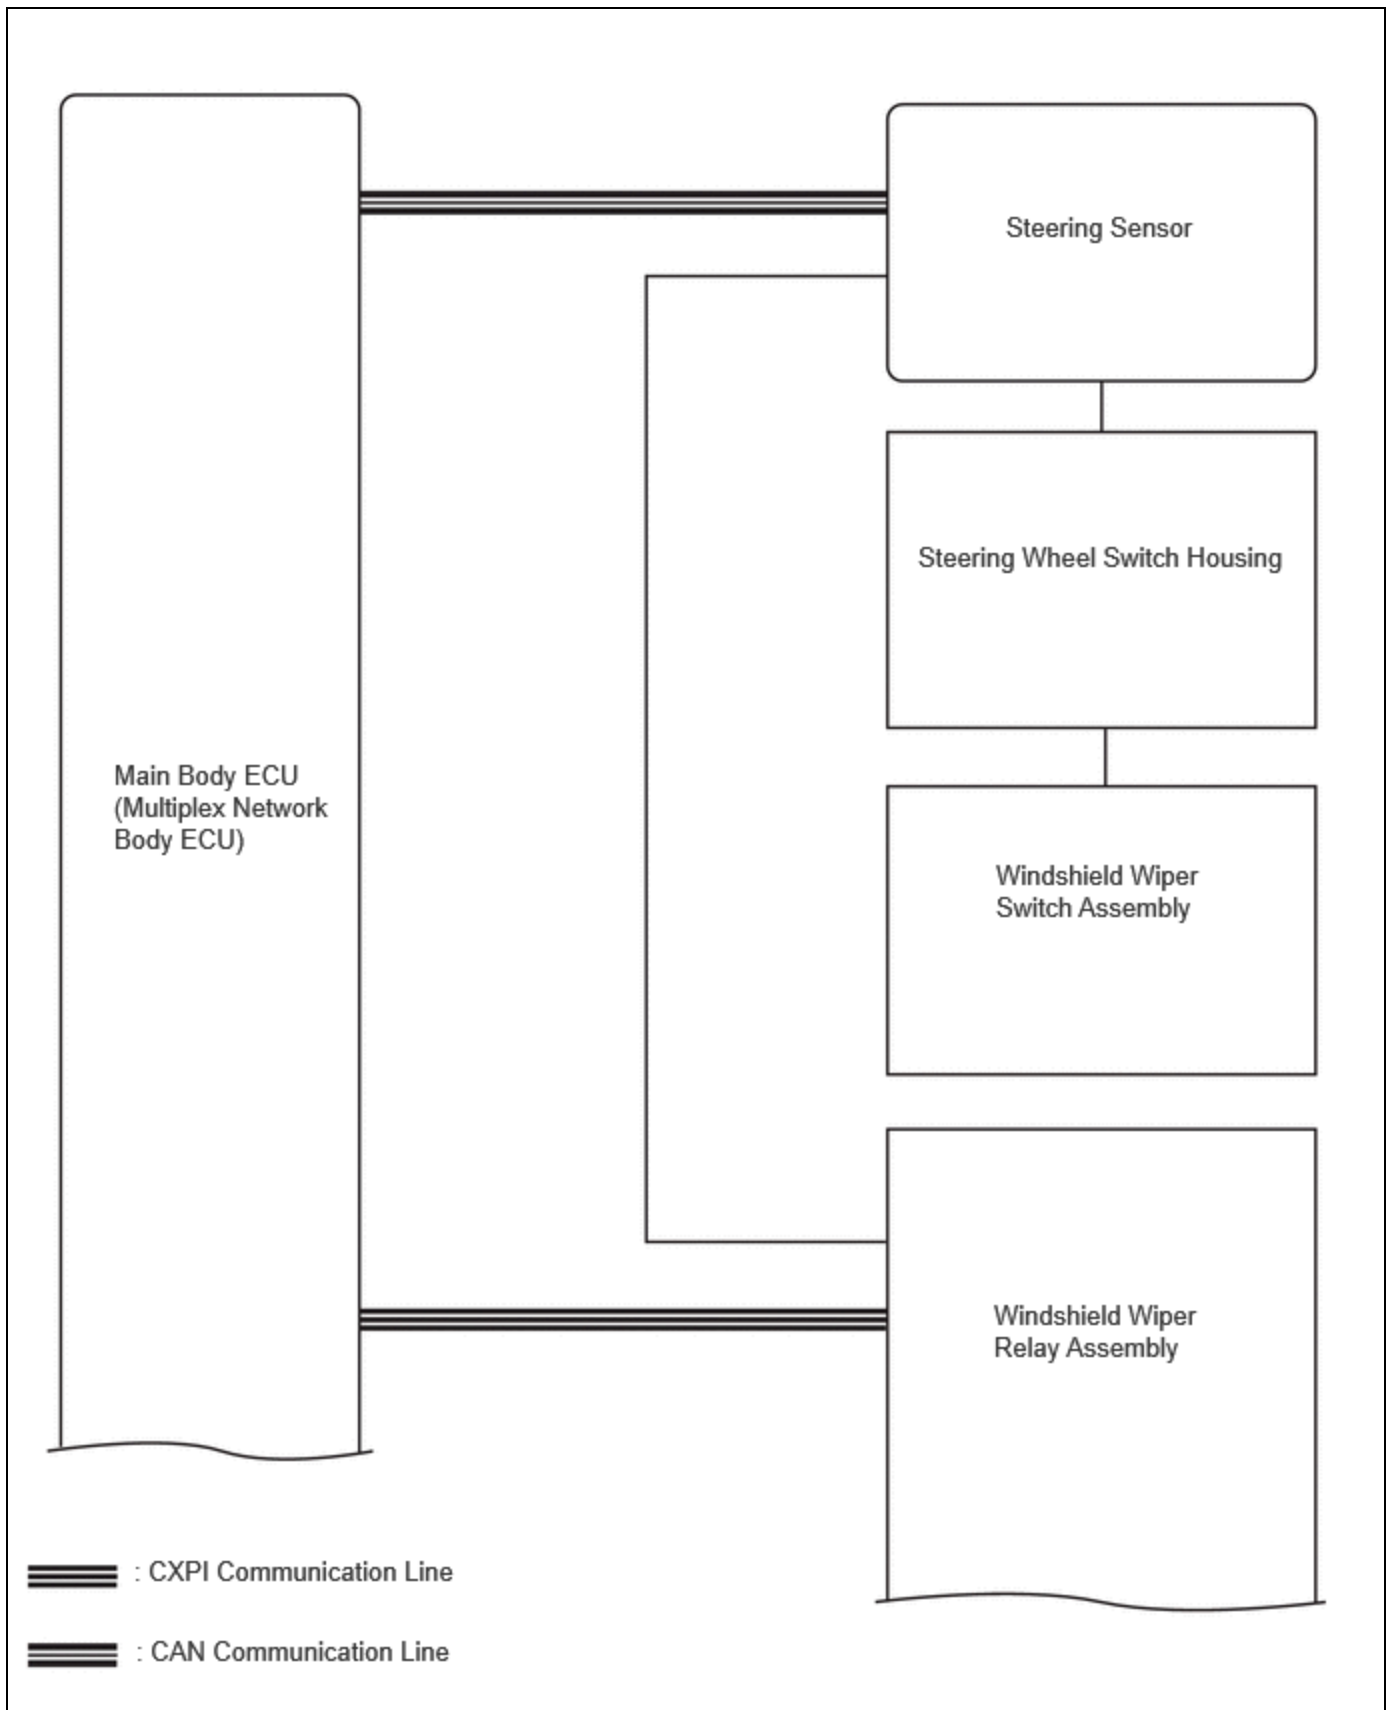 Steering Sensor
Steering Wheel Switch Housing
Main Body ECU
(Multiplex Network
Body ECU)
Windshield Wiper
Switch Assembly
Windshield Wiper
Relay Assembly
: CXPI Communication Line
: CAN Communication Line